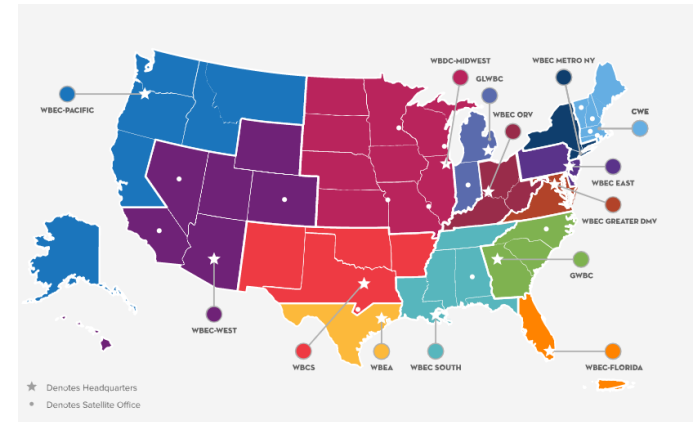 WBDC-MIDWEST
WBEC METRO NY
GLWBC
WBEC-PACIFIC
WBEC ORV
CWE
WBEC EAST
WBEC GREATER DMV
GWBC
WBEC-WEST
WBCS
WBEA
WBEC SOUTH
WBEC-FLORIDA
Denotes Headquarters
Denotes Satellite Office